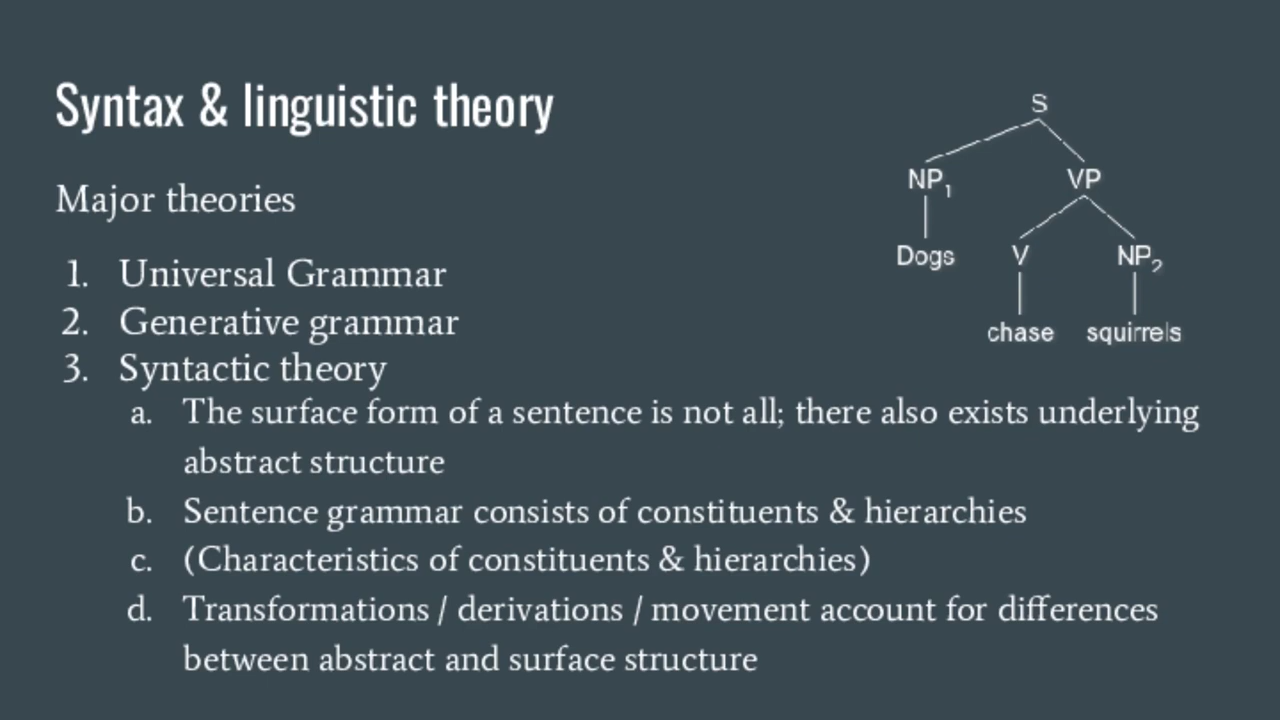 Syntax & linguistic theory
Major theories
1. Universal Grammar
2. Generative grammar
3. Syntactic theory
a. The surface form of a sentence is not all; there also exists underlying
abstract structure
b. Sentence grammar consists of constituents & hierarchies
c. (Characteristics of constituents & hierarchies)
d. Transformations / derivations / movement account for differences
between abstract and surface structure
S
NP₁ VP
Dogs V NP₂
chase squirrels